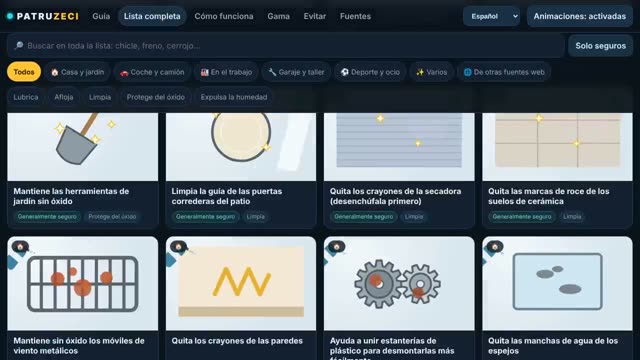 PATRUZECI
Guía
Lista completa
Cómo funciona
Gama
Evitar
Fuentes
Español
Animaciones: activadas
Buscar en toda la lista: chicle, freno, cerrojo...
Solo seguros
Todos
Casa y jardín
Coche y camión
En el trabajo
Garaje y taller
Deporte y ocio
Varios
De otras fuentes web
Lubrica
Afloja
Limpia
Protege del óxido
Expulsa la humedad
Mantiene las herramientas de
jardín sin óxido
Generalmente seguro
Protege del óxido
Limpia la guía de las puertas
correderas del patio
Generalmente seguro
Limpia
Quita los crayones de la secadora
(desenchúfala primero)
Generalmente seguro
Limpia
Quita las marcas de roce de los
suelos de cerámica
Generalmente seguro
Limpia
Mantiene sin óxido los móviles de
viento metálicos
Quita los crayones de las paredes
Ayuda a unir estanterías de
plástico para desmontarlas más
fácilmente
Quita las manchas de agua de los
espejos